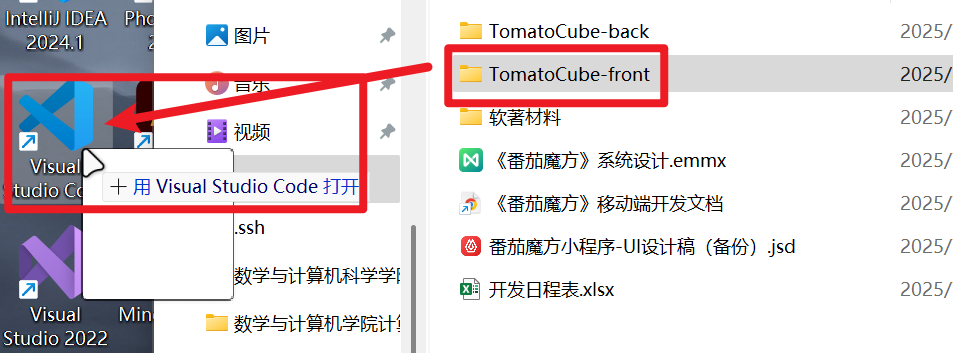 IntelliJ IDEA
2024.1
Visual
Studio
用 Visual Studio Code 打开
Visual
Studio 2022
图片
音乐
视频
.ssh
数学与计算机科学学
数学与计算机学院计
TomatoCube-back
2025/
TomatoCube-front
2025/
软著材料
2025/
《番茄魔方》系统设计.emmx
2025/
《番茄魔方》移动端开发文档
2025/
番茄魔方小程序-UI设计稿（备份）.jsd
2025/
开发日程表.xlsx
2025/